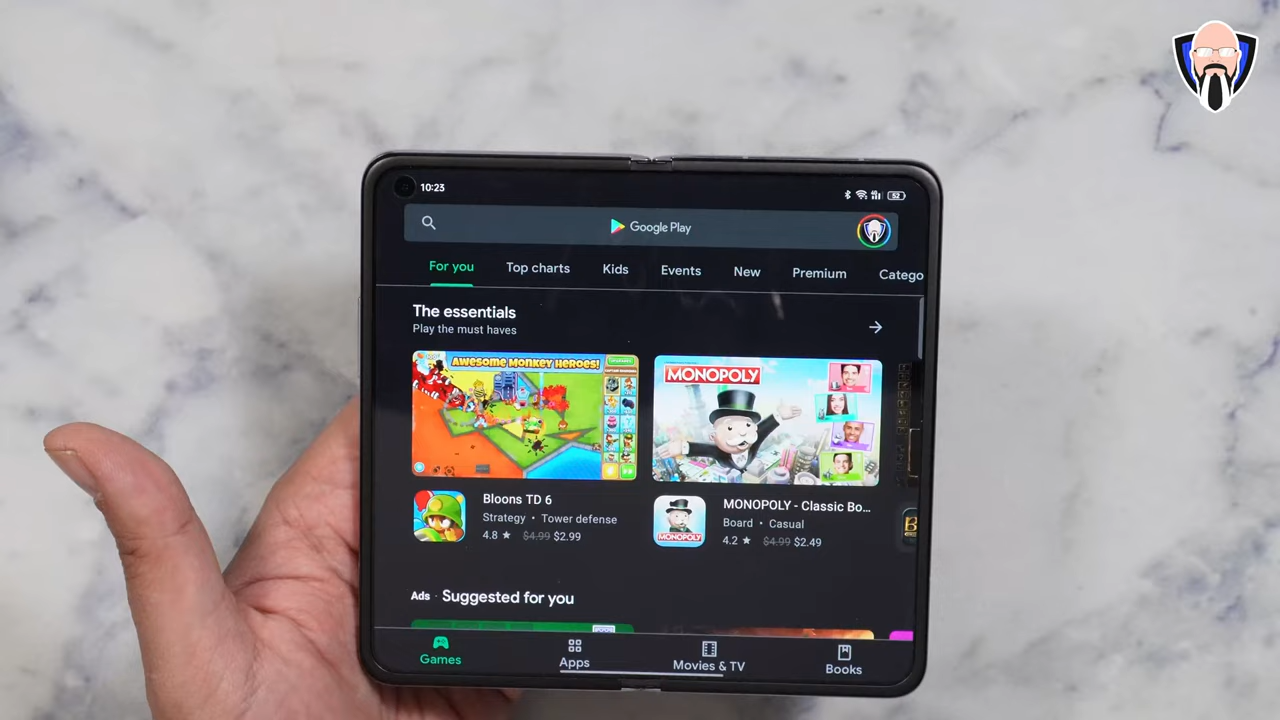 10:23
52
Google Play
For you
Top charts
Kids
Events
New
Premium
Catego
The essentials
Play the must haves
AWESOME MONKEY HEROES!
MONOPOLY
Bloons TD 6
Strategy • Tower defense
4.8 ★ $4.99 $2.99
MONOPOLY - Classic Bo...
Board • Casual
4.2 ★ $4.99 $2.49
MONOPOLY
Ads · Suggested for you
Games
Apps
Movies & TV
Books